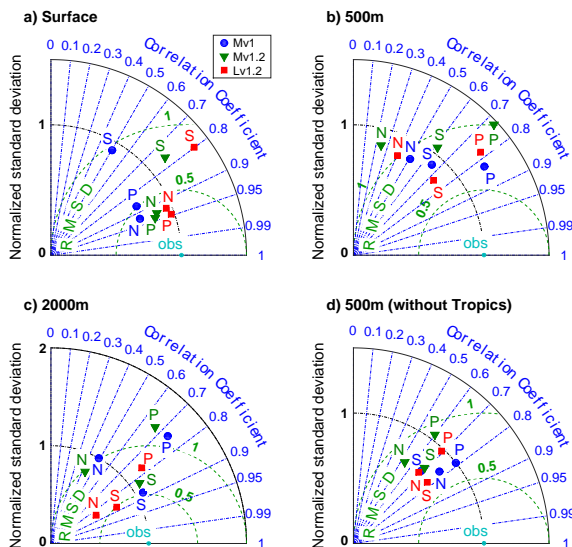 a) Surface
b) 500m
Mv1
Mv1.2
Lv1.2
Normalized standard deviation
0 0.1 0.2 0.3 0.4 0.5 0.6 0.7 0.8 0.9 0.95 0.99 1
Correlation Coefficient
1
0
1
0.5
RMSD
S
S
S
P
N
N
P
N
P
obs
Normalized standard deviation
0 0.1 0.2 0.3 0.4 0.5 0.6 0.7 0.8 0.9 0.95 0.99 1
Correlation Coefficient
1
0
1
0.5
RMSD
P
N
N
N
S
S
S
P
P
obs
c) 2000m
d) 500m (without Tropics)
Normalized standard deviation
0 0.1 0.2 0.3 0.4 0.5 0.6 0.7 0.8 0.9 0.95 0.99 1
Correlation Coefficient
2
1
0
1
0.5
RMSD
P
P
N
N
P
S
N
S
S
obs
Normalized standard deviation
0 0.1 0.2 0.3 0.4 0.5 0.6 0.7 0.8 0.9 0.95 0.99 1
Correlation Coefficient
1
0
1
0.5
RMSD
P
P
P
N
S
S
N
S
N
obs